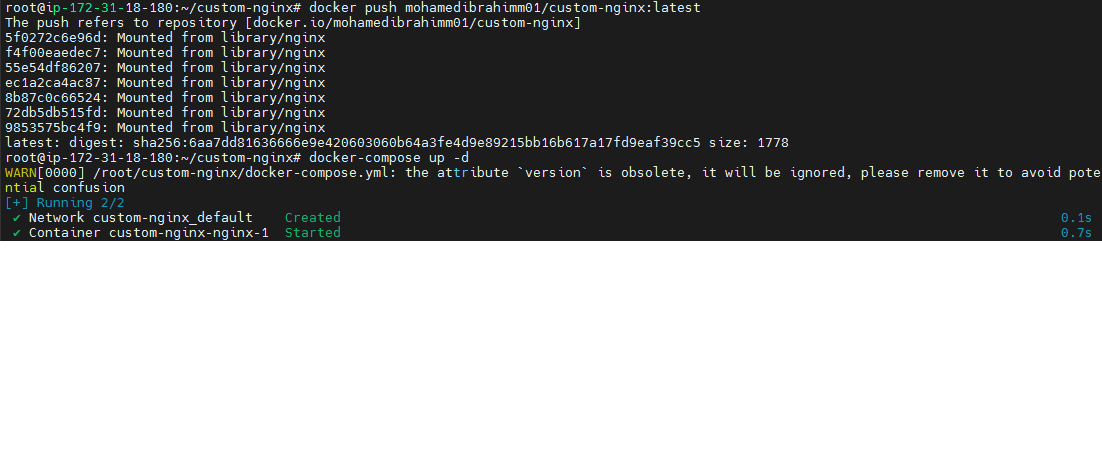 root@ip-172-31-18-180:~/custom-nginx# docker push mohamedibrahimm01/custom-nginx:latest
The push refers to repository [docker.io/mohamedibrahimm01/custom-nginx]
5f0272c6e96d: Mounted from library/nginx
f4f00eaedec7: Mounted from library/nginx
55e54df86207: Mounted from library/nginx
ec1a2ca4ac87: Mounted from library/nginx
8b87c0c66524: Mounted from library/nginx
72db5db515fd: Mounted from library/nginx
9853575bc4f9: Mounted from library/nginx
latest: digest: sha256:6aa7dd81636666e9e420603060b64a3fe4d9e89215bb16b617a17fd9eaf39cc5 size: 1778
root@ip-172-31-18-180:~/custom-nginx# docker-compose up -d
WARN[0000] /root/custom-nginx/docker-compose.yml: the attribute `version` is obsolete, it will be ignored, please remove it to avoid pote
ntial confusion
[+] Running 2/2
✔ Network custom-nginx_default    Created 0.1s
✔ Container custom-nginx-nginx-1  Started 0.7s